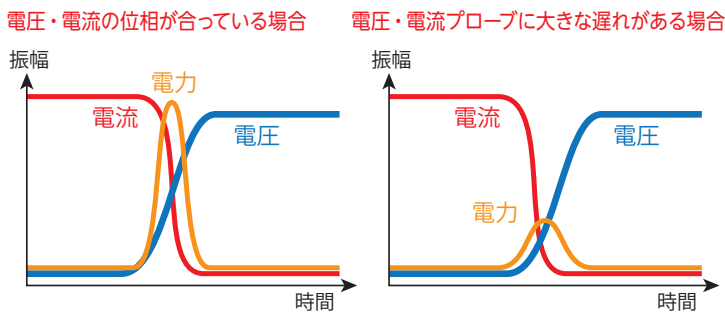 電圧・電流の位相が合っている場合
振幅
電力
電流
電圧
時間
電圧・電流プローブに大きな遅れがある場合
振幅
電流
電圧
電力
時間